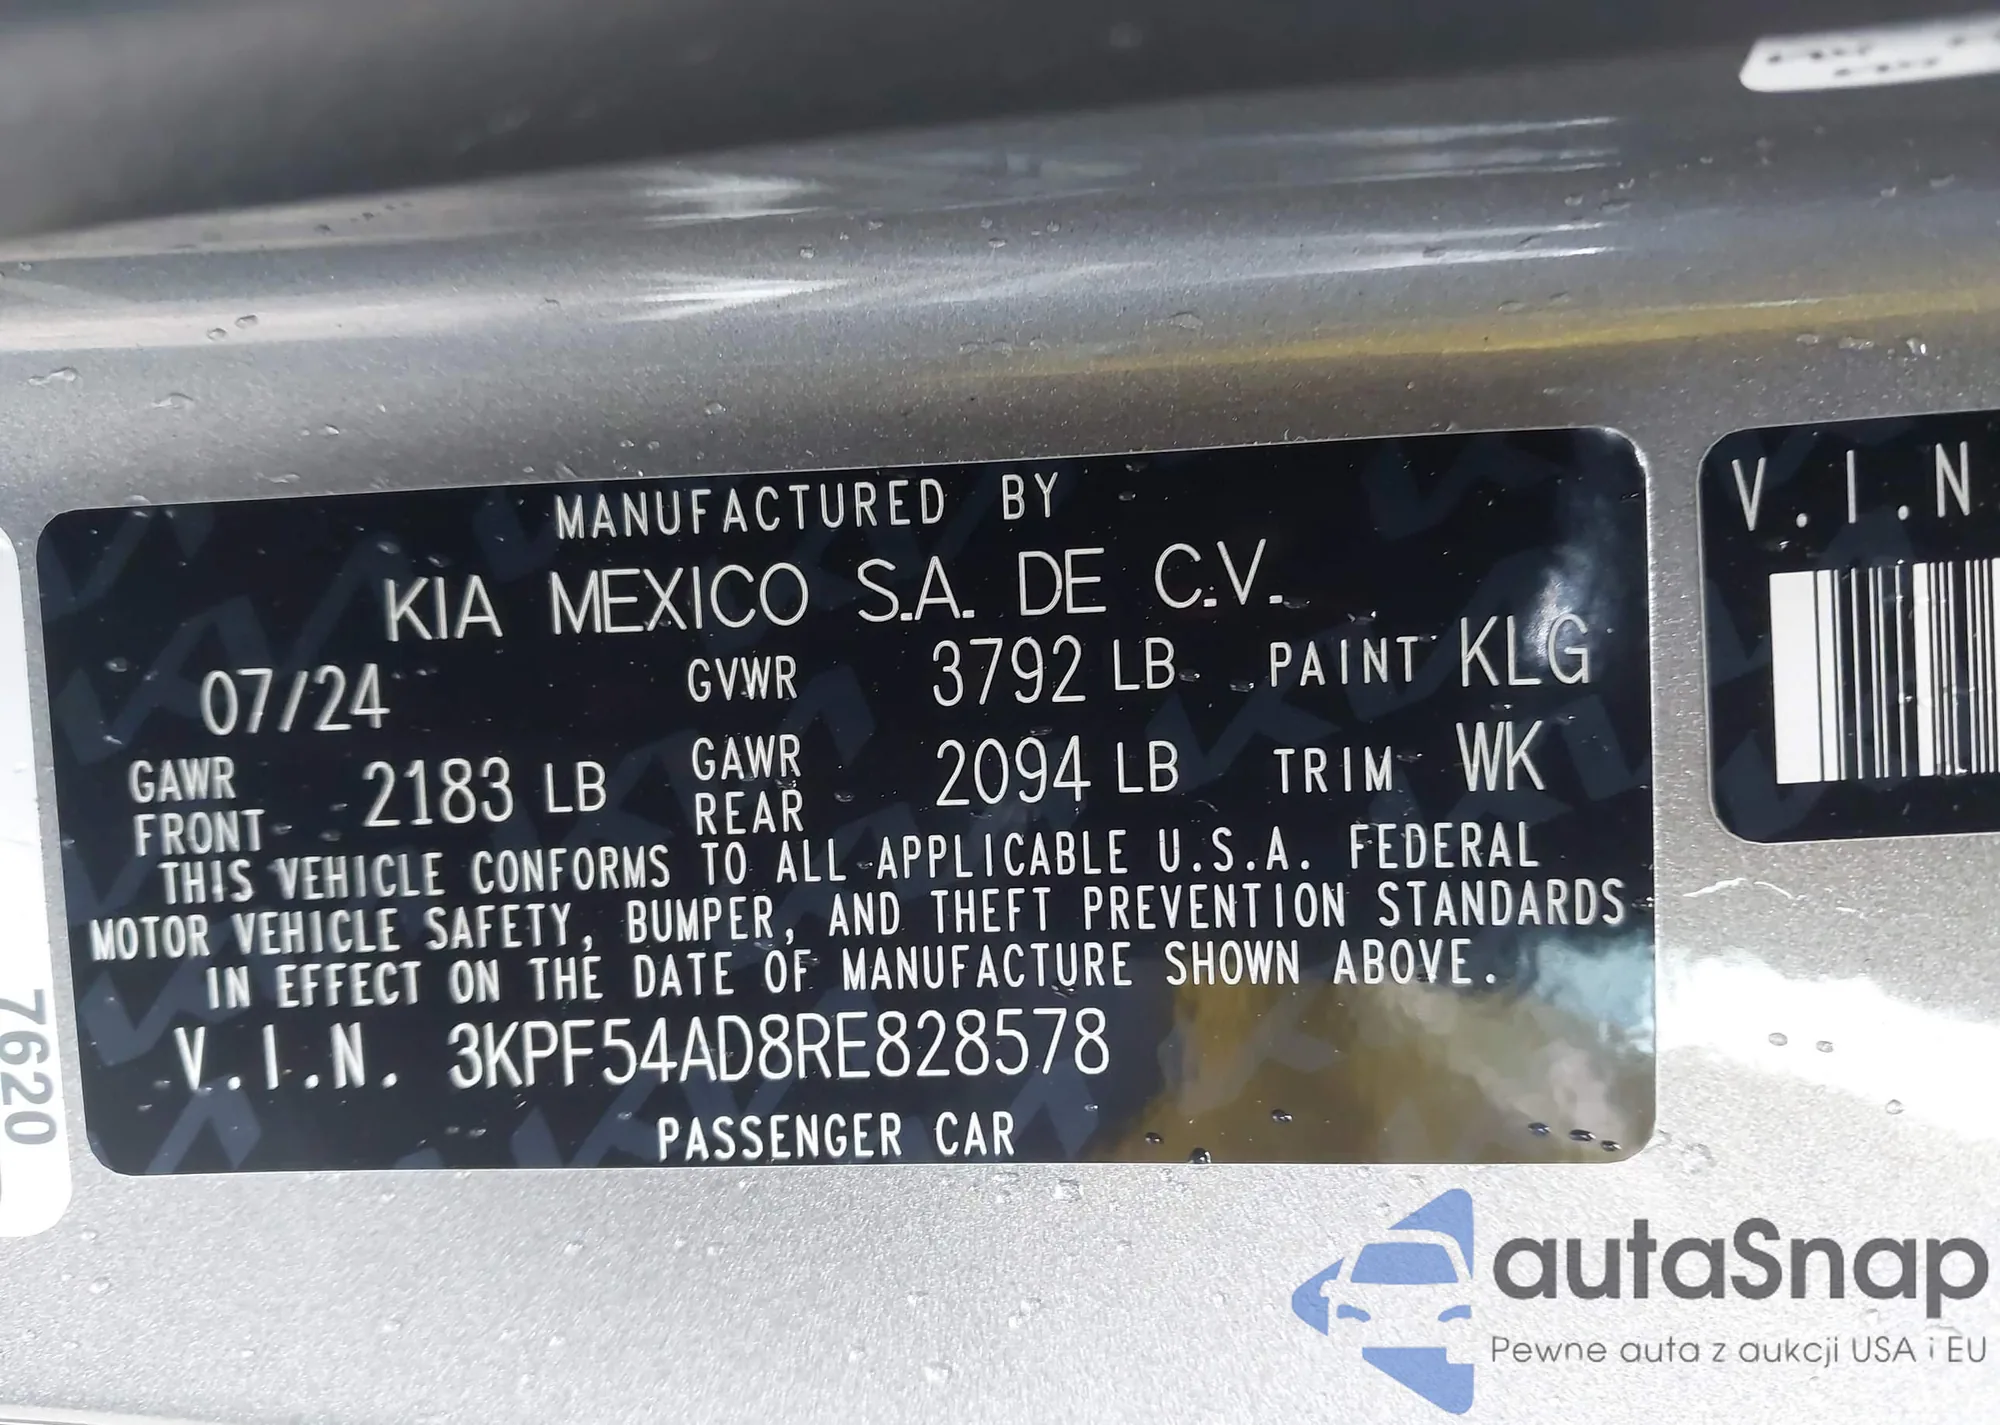 MANUFACTURED BY
KIA MEXICO S.A. DE C.V.
07/24 GVWR 3792 LB PAINT KLG
GAWR FRONT 2183 LB GAWR REAR 2094 LB TRIM WK
THIS VEHICLE CONFORMS TO ALL APPLICABLE U.S.A. FEDERAL
MOTOR VEHICLE SAFETY, BUMPER, AND THEFT PREVENTION STANDARDS
IN EFFECT ON THE DATE OF MANUFACTURE SHOWN ABOVE.
V.I.N. 3KPF54AD8RE828578
PASSENGER CAR
V.I.N
7620
autaSnap
Pewne auta z aukcji USA i EU